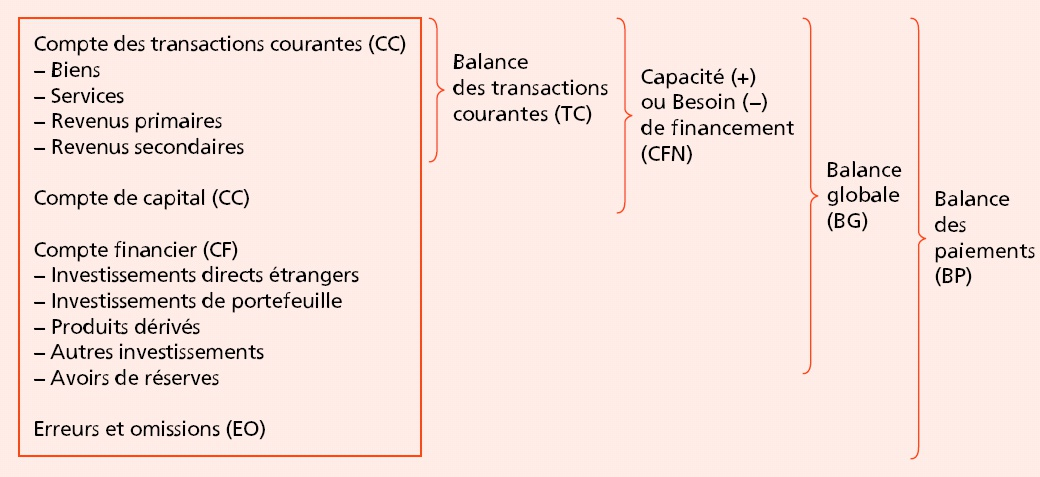 Compte des transactions courantes (CC)
– Biens
– Services
– Revenus primaires
– Revenus secondaires
Compte de capital (CC)
Compte financier (CF)
– Investissements directs étrangers
– Investissements de portefeuille
– Produits dérivés
– Autres investissements
– Avoirs de réserves
Erreurs et omissions (EO)
Balance
des transactions
courantes (TC)
Capacité (+)
ou Besoin (–)
de financement
(CFN)
Balance
globale
(BG)
Balance
des
paiements
(BP)